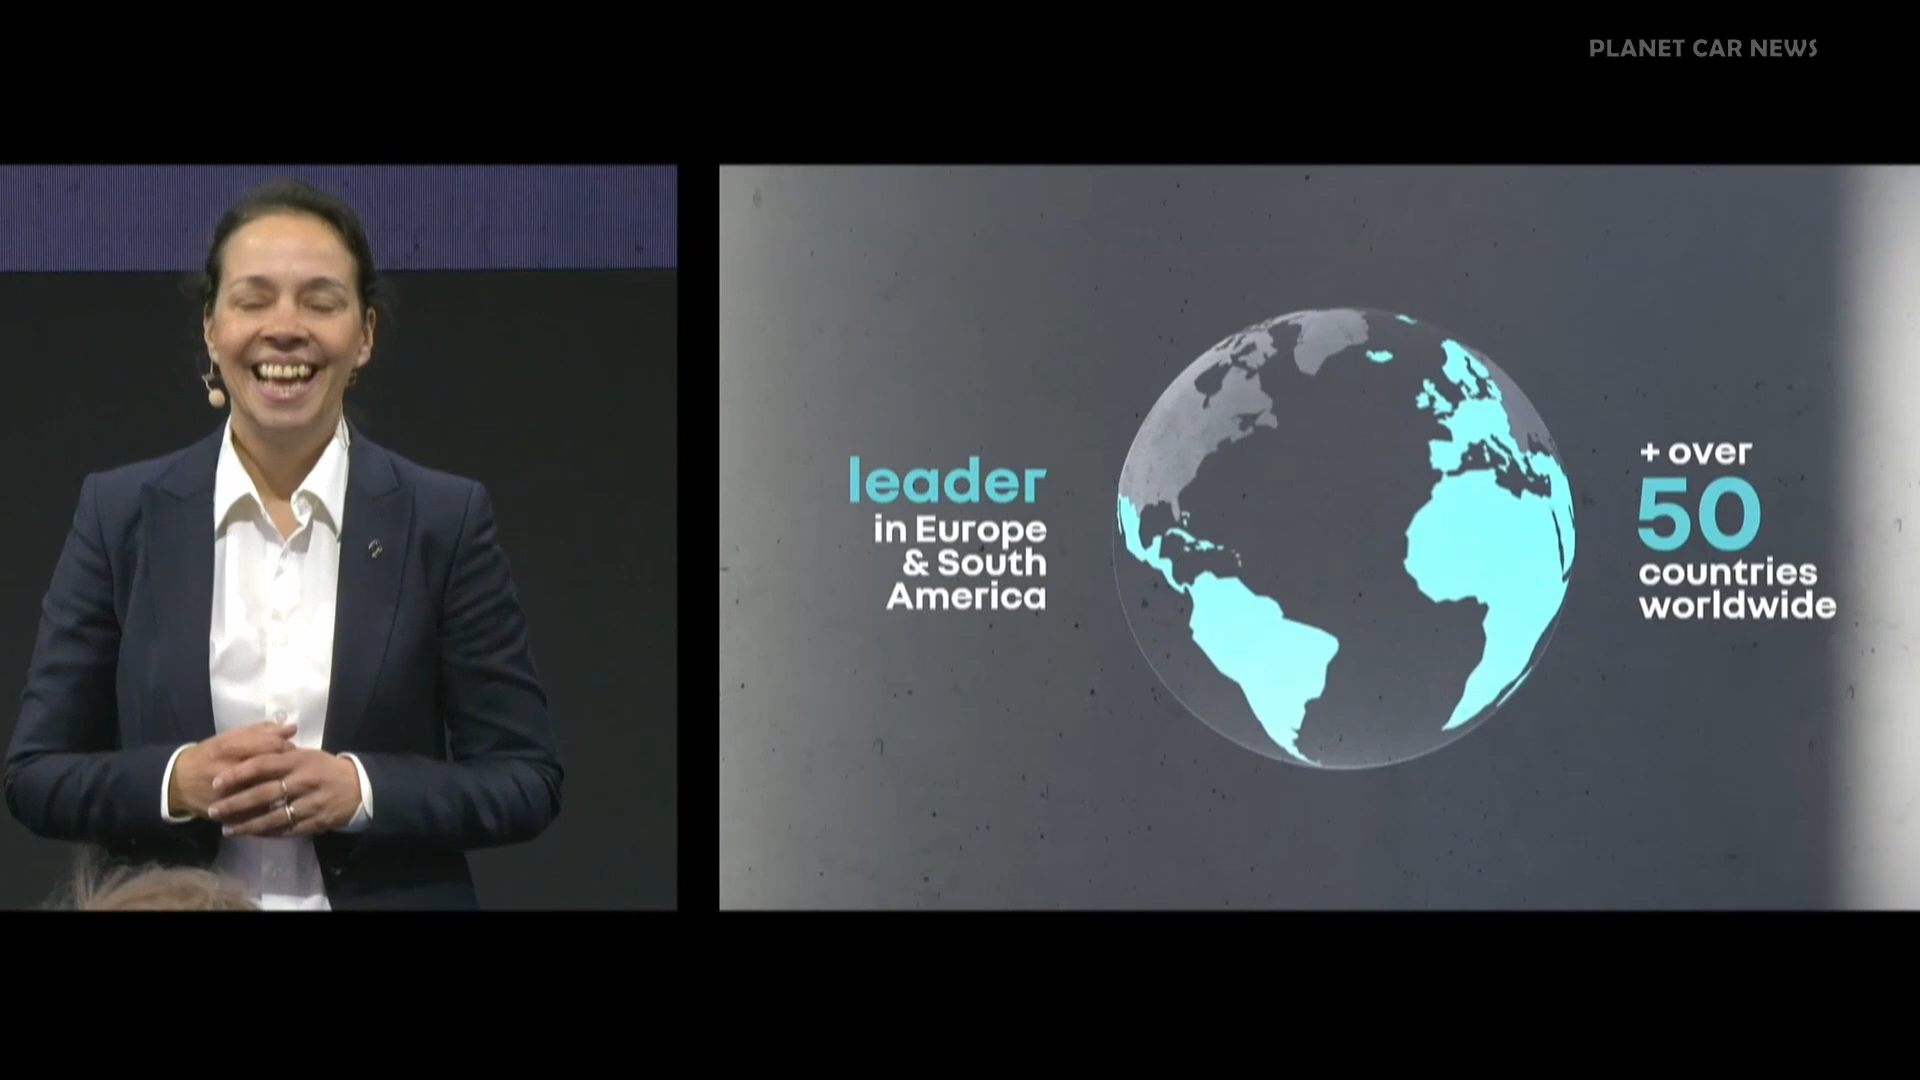 PLANET CAR NEWS
leader
in Europe
& South
America
+ over
50
countries
worldwide